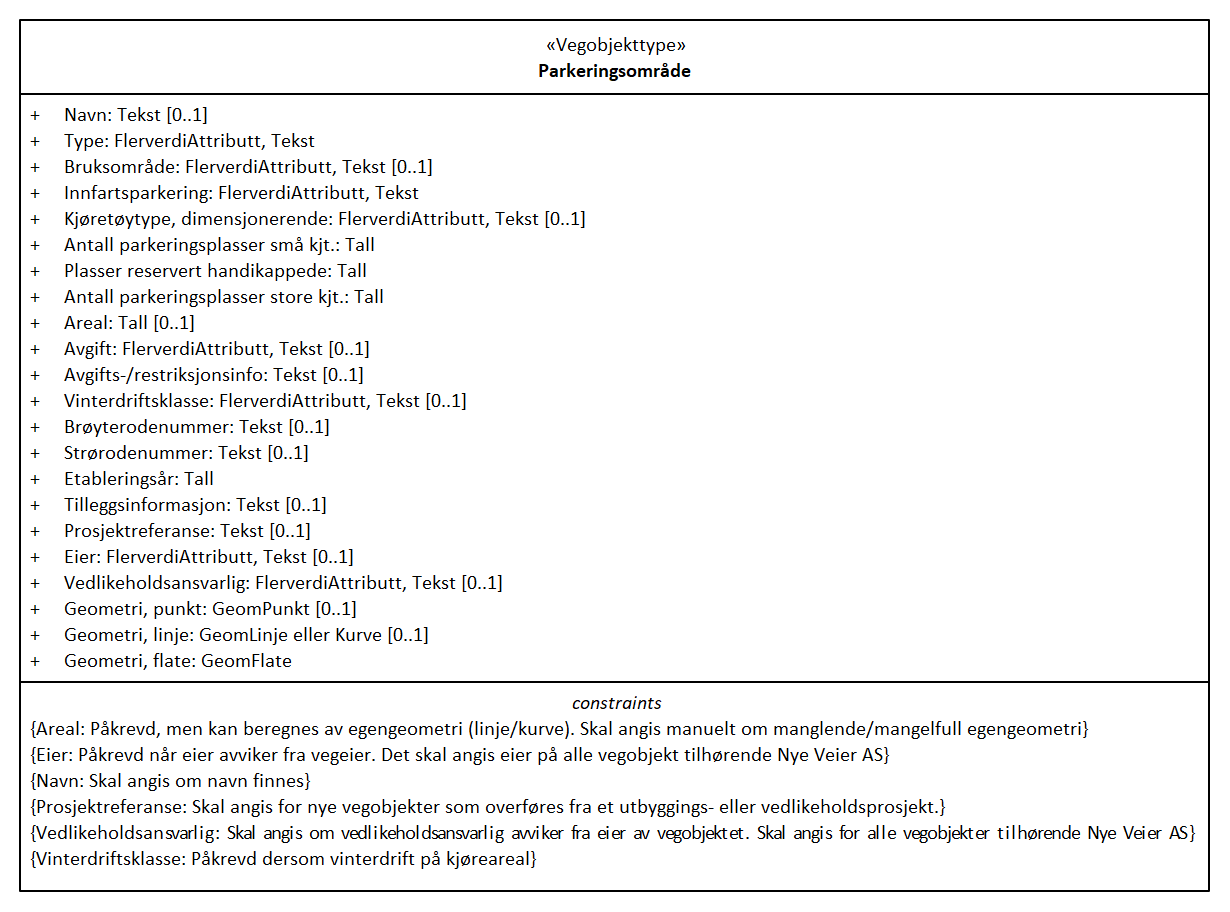 «Vegobjekttype»
Parkeringsområde
+ Navn: Tekst [0..1]
+ Type: FlerverdiAttributt, Tekst
+ Bruksområde: FlerverdiAttributt, Tekst [0..1]
+ Innfartsparkering: FlerverdiAttributt, Tekst
+ Kjøretøytype, dimensjonerende: FlerverdiAttributt, Tekst [0..1]
+ Antall parkeringsplasser små kjt.: Tall
+ Plasser reservert handikappede: Tall
+ Antall parkeringsplasser store kjt.: Tall
+ Areal: Tall [0..1]
+ Avgift: FlerverdiAttributt, Tekst [0..1]
+ Avgifts-/restriksjonsinfo: Tekst [0..1]
+ Vinterdriftsklasse: FlerverdiAttributt, Tekst [0..1]
+ Brøyterodenummer: Tekst [0..1]
+ Strørodenummer: Tekst [0..1]
+ Etableringsår: Tall
+ Tilleggsinformasjon: Tekst [0..1]
+ Prosjektreferanse: Tekst [0..1]
+ Eier: FlerverdiAttributt, Tekst [0..1]
+ Vedlikeholdsansvarlig: FlerverdiAttributt, Tekst [0..1]
+ Geometri, punkt: GeomPunkt [0..1]
+ Geometri, linje: GeomLinje eller Kurve [0..1]
+ Geometri, flate: GeomFlate
constraints
{Areal: Påkrevd, men kan beregnes av egengeometri (linje/kurve). Skal angis manuelt om manglende/mangelfull egengeometri}
{Eier: Påkrevd når eier avviker fra vegeier. Det skal angis eier på alle vegobjekt tilhørende Nye Veier AS}
{Navn: Skal angis om navn finnes}
{Prosjektreferanse: Skal angis for nye vegobjekter som overføres fra et utbyggings- eller vedlikeholdsprosjekt.}
{Vedlikeholdsansvarlig: Skal angis om vedlikeholdsansvarlig avviker fra eier av vegobjektet. Skal angis for alle vegobjekter tilhørende Nye Veier AS}
{Vinterdriftsklasse: Påkrevd dersom vinterdrift på kjøreareal}